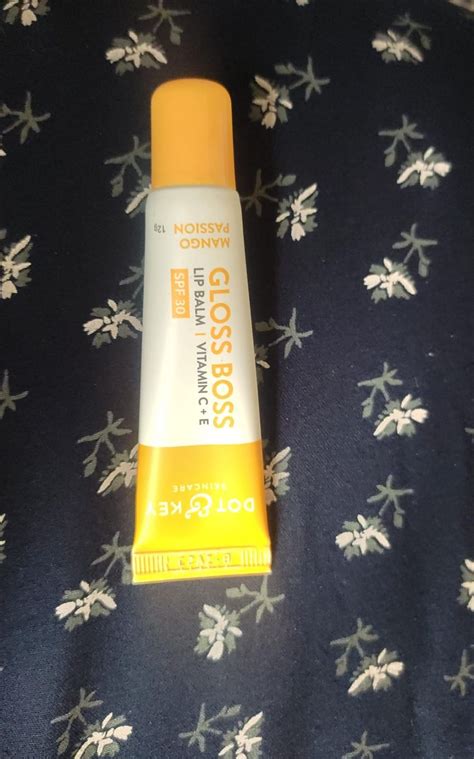 MANGO
PASSION
12g
GLOSS BOSS
LIP BALM | VITAMIN C + E
SPF 30
DOT & KEY
SKINCARE